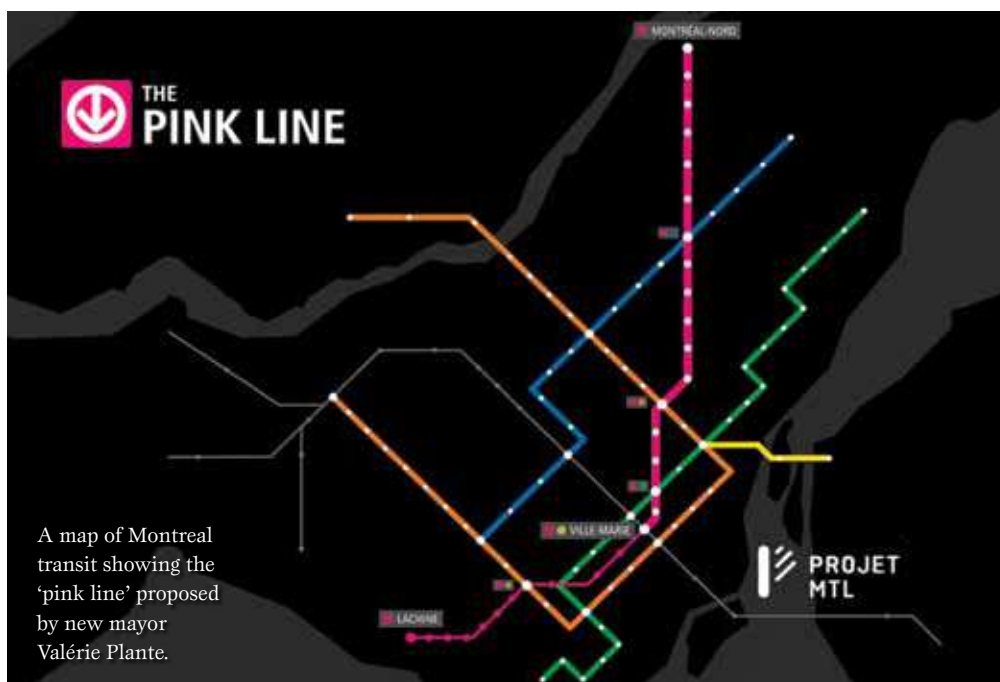 MONTRÉAL-NORD
THE
PINK LINE
VILLE-MARIE
LACHINE
PROJET
MTL
A map of Montreal
transit showing the
‘pink line’ proposed
by new mayor
Valérie Plante.